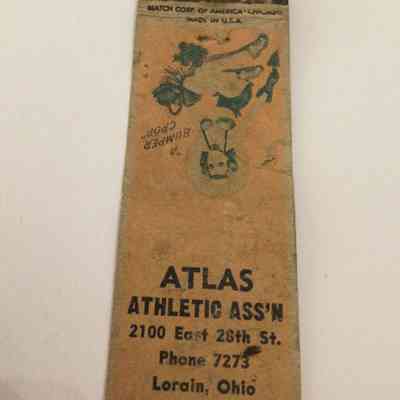 MATCH CORP. OF AMERICA, CHICAGO
MADE IN U.S.A.
"A BUMPER
CROP"
ATLAS
ATHLETIC ASS'N
2100 East 28th St.
Phone 7273
Lorain, Ohio